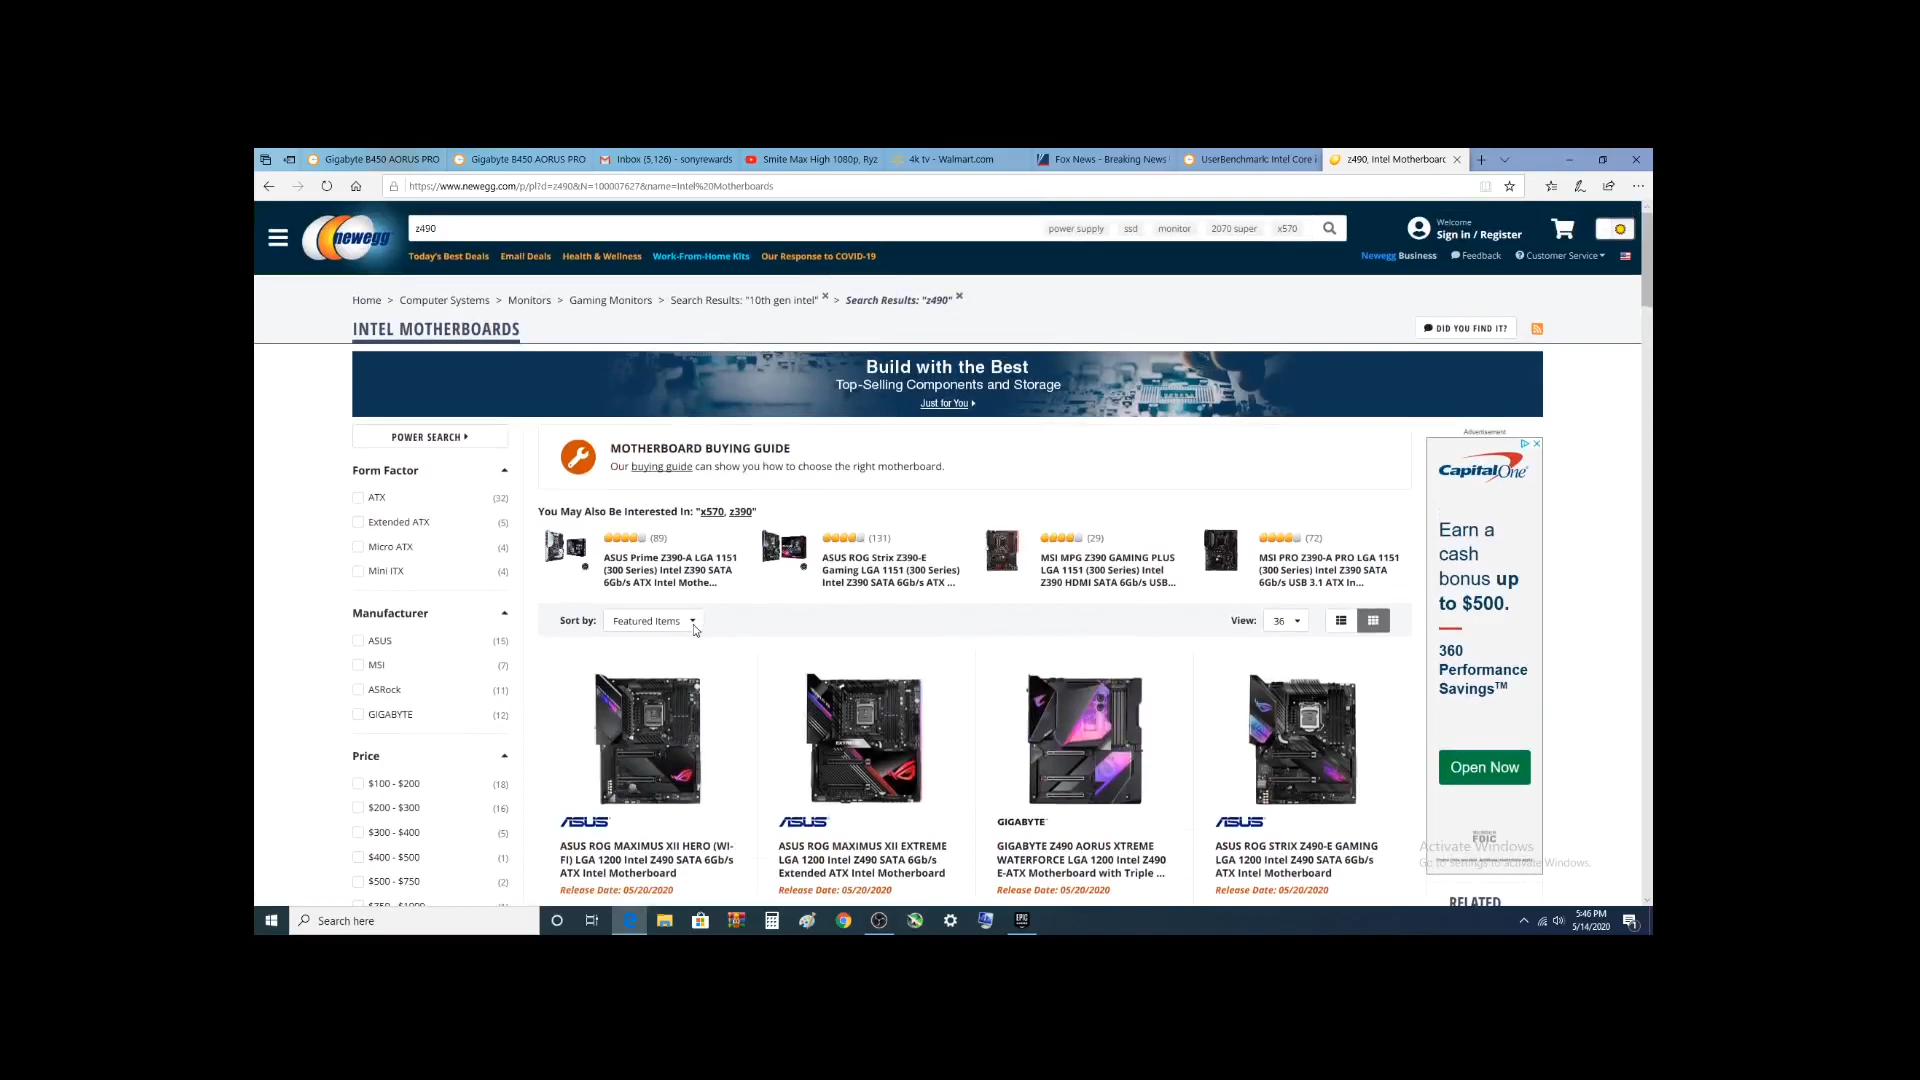 Gigabyte B450 AORUS PRO
Gigabyte B450 AORUS PRO
Inbox (5,126) - sonyrewards
Smite Max High 1080p, Ryz
4k tv - Walmart.com
Fox News - Breaking News
UserBenchmark: Intel Core i
z490, Intel Motherboard
https://www.newegg.com/p/pl?d=z490&N=100007627&name=Intel%20Motherboards
newegg
z490
power supply
ssd
monitor
2070 super
x570
Welcome
Sign in / Register
Today's Best Deals
Email Deals
Health & Wellness
Work-From-Home Kits
Our Response to COVID-19
Newegg Business
Feedback
Customer Service
Home > Computer Systems > Monitors > Gaming Monitors > Search Results: "10th gen intel" × > Search Results: "z490" ×
INTEL MOTHERBOARDS
DID YOU FIND IT?
Build with the Best
Top-Selling Components and Storage
Just for You
POWER SEARCH
Form Factor
ATX (32)
Extended ATX (5)
Micro ATX (4)
Mini ITX (4)
Manufacturer
ASUS (15)
MSI (7)
ASRock (11)
GIGABYTE (12)
Price
$100 - $200 (18)
$200 - $300 (16)
$300 - $400 (5)
$400 - $500 (1)
$500 - $750 (2)
MOTHERBOARD BUYING GUIDE
Our buying guide can show you how to choose the right motherboard.
You May Also Be Interested In: "x570, z390"
(89)
ASUS Prime Z390-A LGA 1151
(300 Series) Intel Z390 SATA
6Gb/s ATX Intel Mothe...
(131)
ASUS ROG Strix Z390-E
Gaming LGA 1151 (300 Series)
Intel Z390 SATA 6Gb/s ATX ...
(29)
MSI MPG Z390 GAMING PLUS
LGA 1151 (300 Series) Intel
Z390 HDMI SATA 6Gb/s USB...
(72)
MSI PRO Z390-A PRO LGA 1151
(300 Series) Intel Z390 SATA
6Gb/s USB 3.1 ATX In...
Sort by: Featured Items
View: 36
ASUS
ASUS ROG MAXIMUS XII HERO (WI-
FI) LGA 1200 Intel Z490 SATA 6Gb/s
ATX Intel Motherboard
Release Date: 05/20/2020
ASUS
ASUS ROG MAXIMUS XII EXTREME
LGA 1200 Intel Z490 SATA 6Gb/s
Extended ATX Intel Motherboard
Release Date: 05/20/2020
GIGABYTE
GIGABYTE Z490 AORUS XTREME
WATERFORCE LGA 1200 Intel Z490
E-ATX Motherboard with Triple ...
Release Date: 05/20/2020
ASUS
ASUS ROG STRIX Z490-E GAMING
LGA 1200 Intel Z490 SATA 6Gb/s
ATX Intel Motherboard
Release Date: 05/20/2020
Advertisement
Capital One
Earn a
cash
bonus up
to $500.
360
Performance
Savings™
Open Now
FDIC
Activate Windows
Go to Settings to activate Windows.
RELATED
Search here
EPIC
5:46 PM
5/14/2020